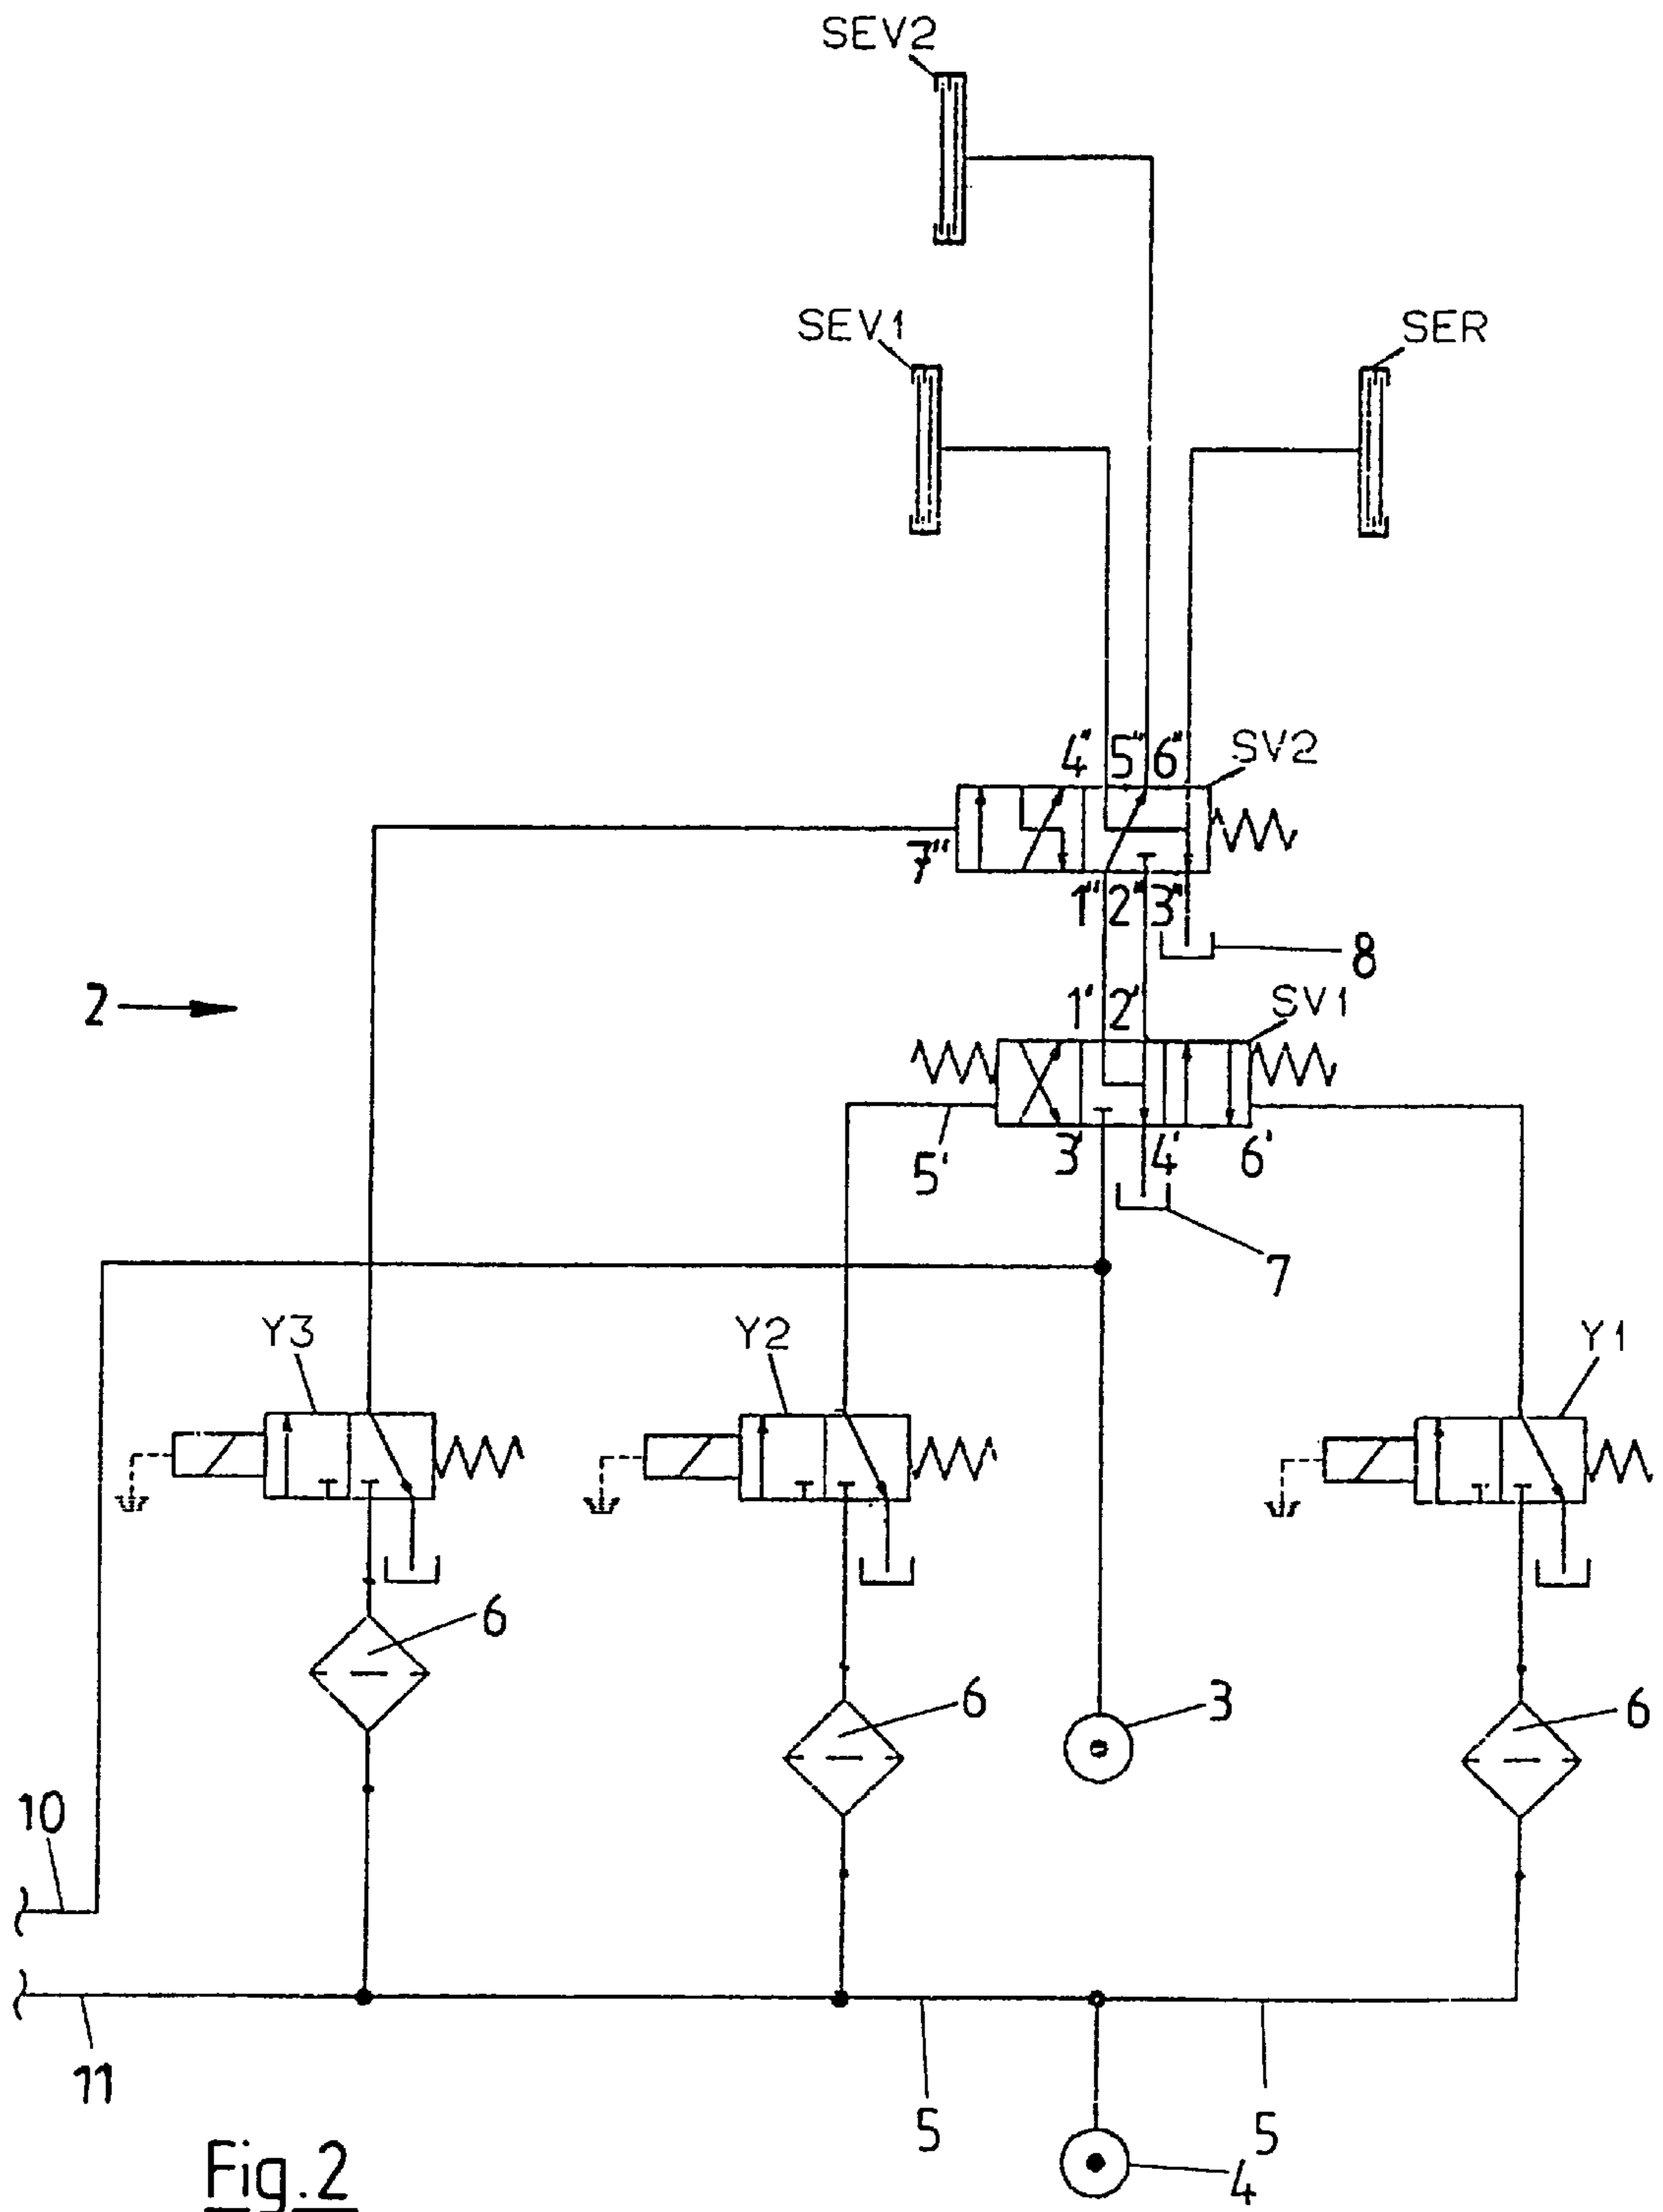 SEV2
SEV1
SER
4" 5" 6" SV2
7"
1" 2" 3"
8
2
1' 2' SV1
5' 3' 4' 6'
7
Y3 Y2 Y1
6
6 3 6
10
11
5 5
4
Fig.2